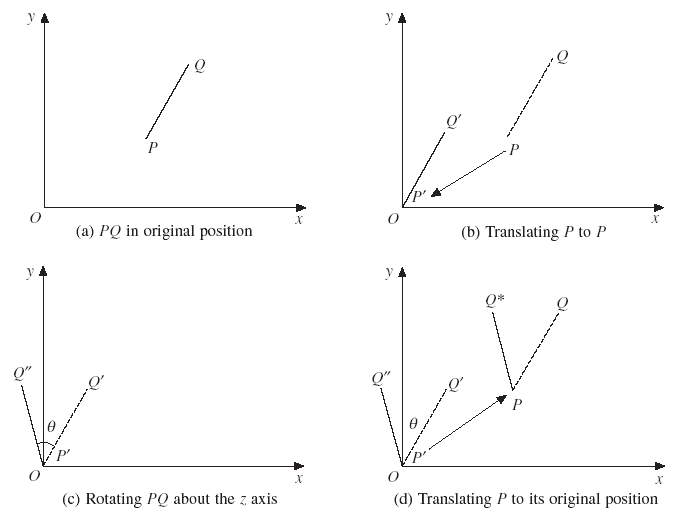 y
Q
P
O
x
(a) PQ in original position
y
Q
Q′
P
P′
O
x
(b) Translating P to P
y
Q″
Q′
θ
P′
O
x
(c) Rotating PQ about the z axis
y
Q*
Q
Q″
Q′
P
θ
P′
O
x
(d) Translating P to its original position